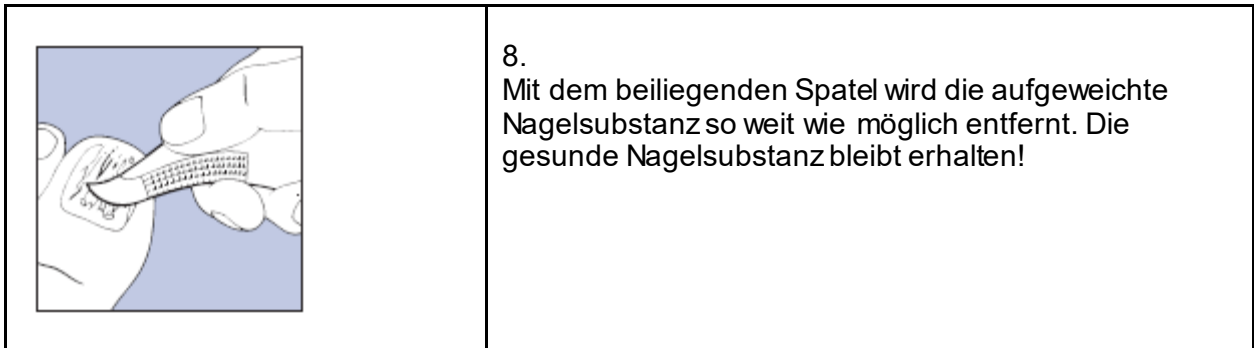 8.
Mit dem beiliegenden Spatel wird die aufgeweichte
Nagelsubstanz so weit wie möglich entfernt. Die
gesunde Nagelsubstanz bleibt erhalten!